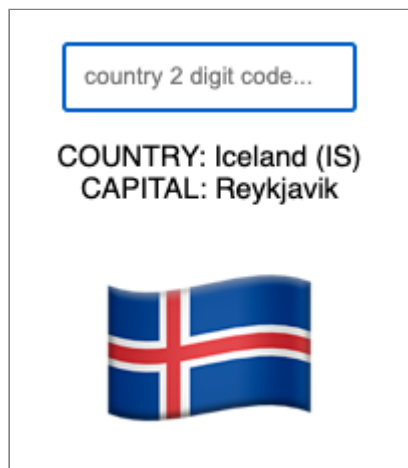 country 2 digit code...
COUNTRY: Iceland (IS)
CAPITAL: Reykjavik